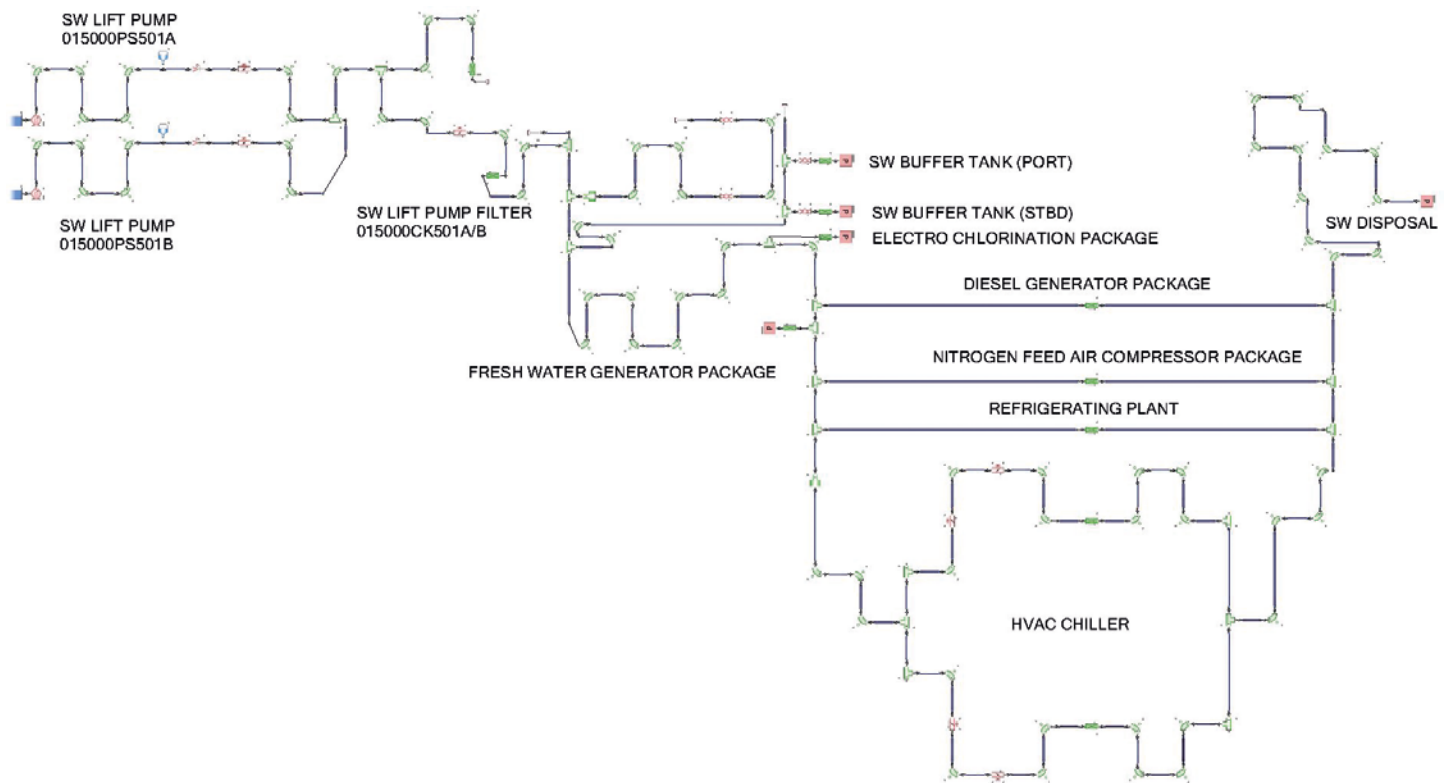 SW LIFT PUMP
015000PS501A
SW LIFT PUMP
015000PS501B
SW LIFT PUMP FILTER
015000CK501A/B
SW BUFFER TANK (PORT)
SW BUFFER TANK (STBD)
ELECTRO CHLORINATION PACKAGE
SW DISPOSAL
DIESEL GENERATOR PACKAGE
NITROGEN FEED AIR COMPRESSOR PACKAGE
FRESH WATER GENERATOR PACKAGE
REFRIGERATING PLANT
HVAC CHILLER
P
P
P
P
P